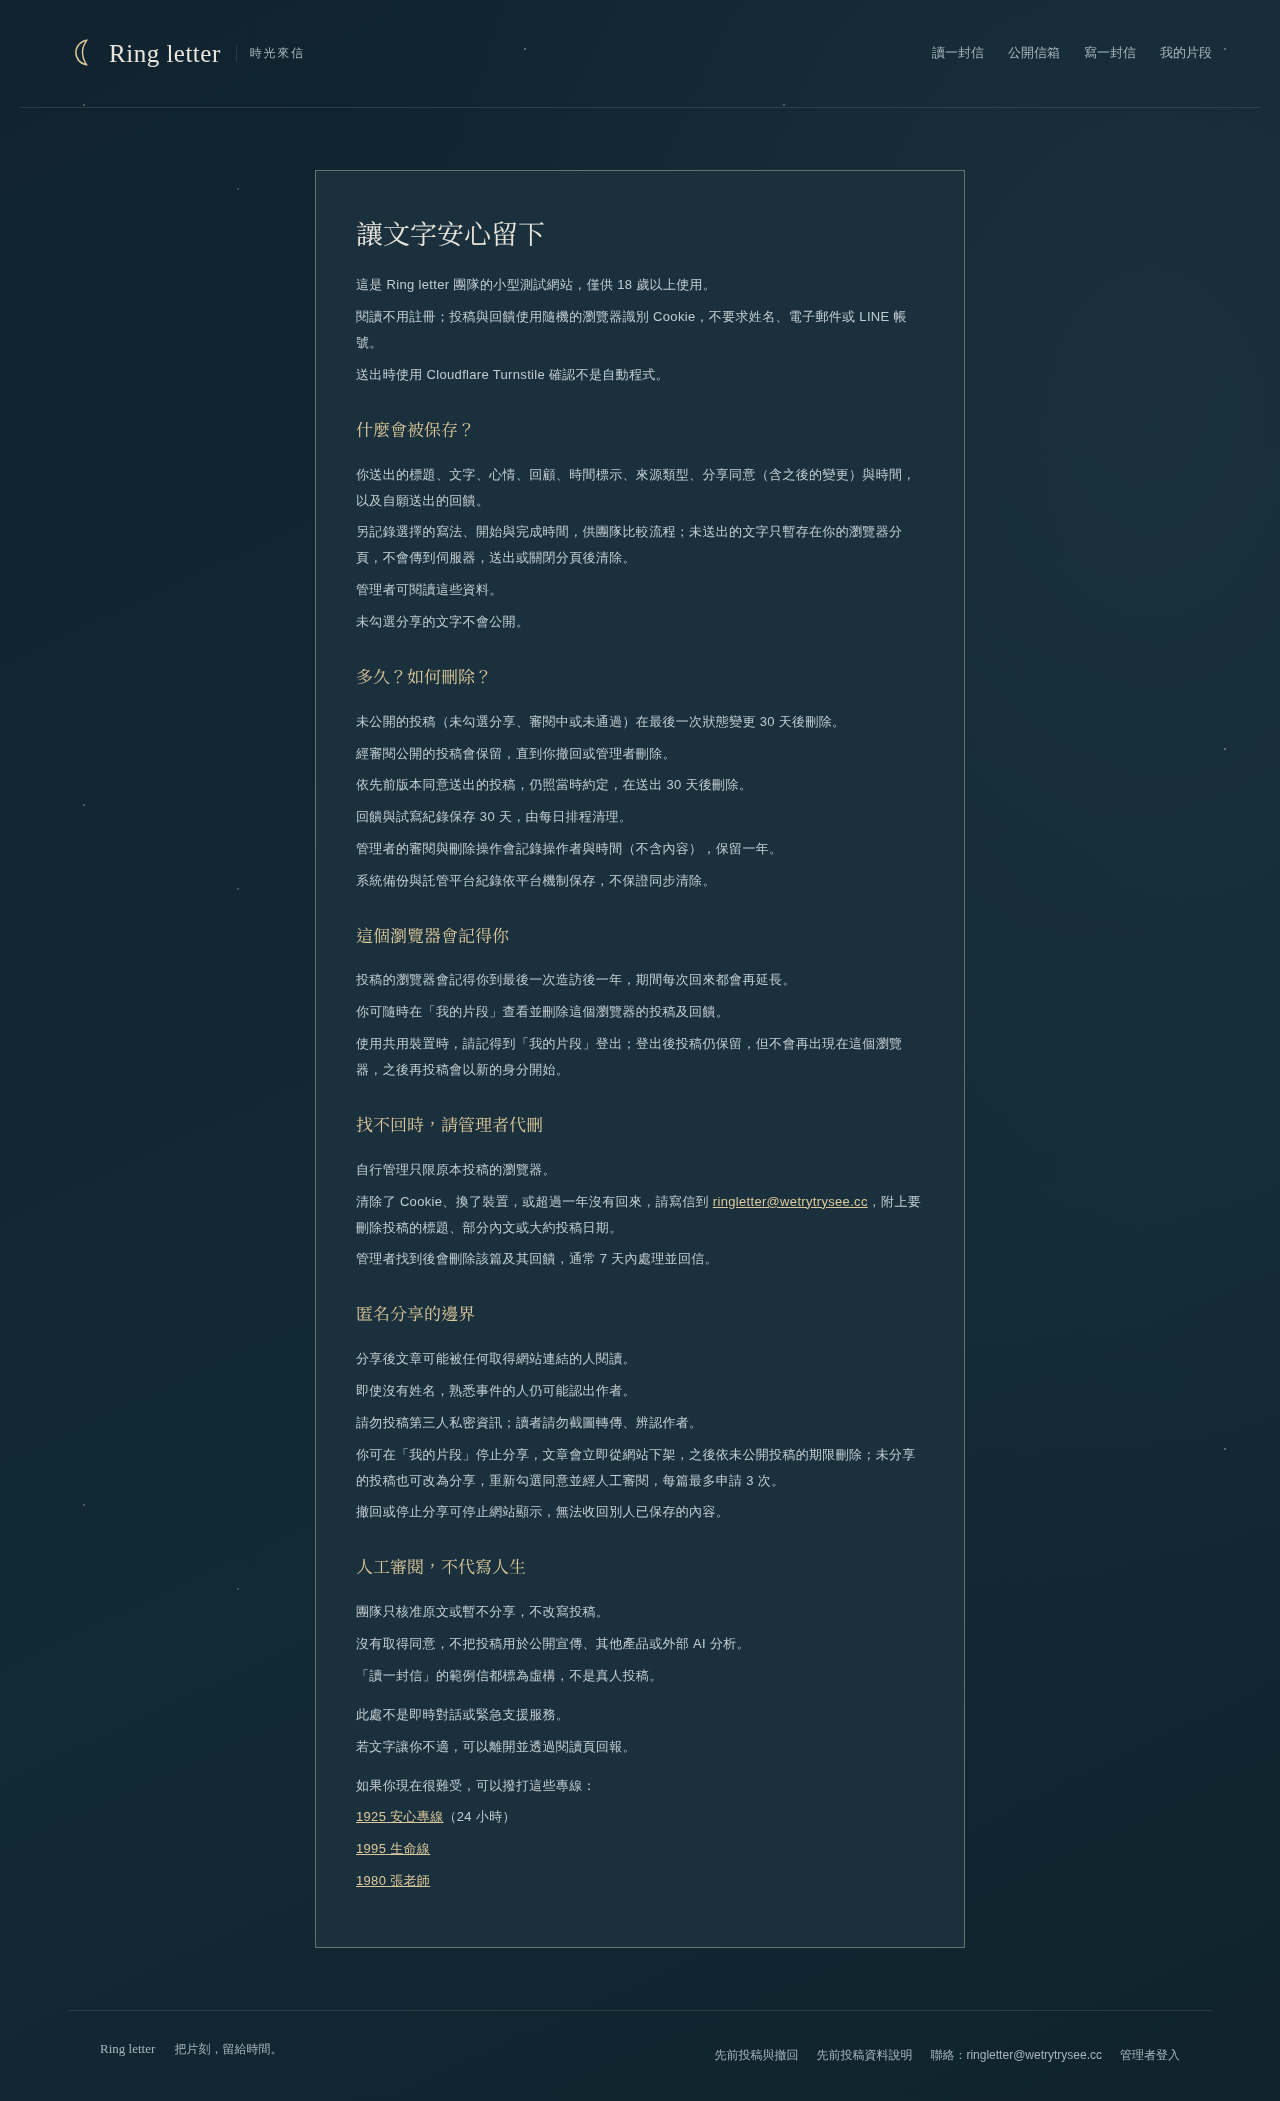 Ring letter 時光來信 讀一封信 公開信箱 寫一封信 我的片段
讓文字安心留下
這是 Ring letter 團隊的小型測試網站，僅供 18 歲以上使用。
閱讀不用註冊；投稿與回饋使用隨機的瀏覽器識別 Cookie，不要求姓名、電子郵件或 LINE 帳
號。
送出時使用 Cloudflare Turnstile 確認不是自動程式。
什麼會被保存？
你送出的標題、文字、心情、回顧、時間標示、來源類型、分享同意（含之後的變更）與時間，
以及自願送出的回饋。
另記錄選擇的寫法、開始與完成時間，供團隊比較流程；未送出的文字只暫存在你的瀏覽器分
頁，不會傳到伺服器，送出或關閉分頁後清除。
管理者可閱讀這些資料。
未勾選分享的文字不會公開。
多久？如何刪除？
未公開的投稿（未勾選分享、審閱中或未通過）在最後一次狀態變更 30 天後刪除。
經審閱公開的投稿會保留，直到你撤回或管理者刪除。
依先前版本同意送出的投稿，仍照當時約定，在送出 30 天後刪除。
回饋與試寫紀錄保存 30 天，由每日排程清理。
管理者的審閱與刪除操作會記錄操作者與時間（不含內容），保留一年。
系統備份與託管平台紀錄依平台機制保存，不保證同步清除。
這個瀏覽器會記得你
投稿的瀏覽器會記得你到最後一次造訪後一年，期間每次回來都會再延長。
你可隨時在「我的片段」查看並刪除這個瀏覽器的投稿及回饋。
使用共用裝置時，請記得到「我的片段」登出；登出後投稿仍保留，但不會再出現在這個瀏覽
器，之後再投稿會以新的身分開始。
找不回時，請管理者代刪
自行管理只限原本投稿的瀏覽器。
清除了 Cookie、換了裝置，或超過一年沒有回來，請寫信到 ringletter@wetrytrysee.cc，附上要
刪除投稿的標題、部分內文或大約投稿日期。
管理者找到後會刪除該篇及其回饋，通常 7 天內處理並回信。
匿名分享的邊界
分享後文章可能被任何取得網站連結的人閱讀。
即使沒有姓名，熟悉事件的人仍可能認出作者。
請勿投稿第三人私密資訊；讀者請勿截圖轉傳、辨認作者。
你可在「我的片段」停止分享，文章會立即從網站下架，之後依未公開投稿的期限刪除；未分享
的投稿也可改為分享，重新勾選同意並經人工審閱，每篇最多申請 3 次。
撤回或停止分享可停止網站顯示，無法收回別人已保存的內容。
人工審閱，不代寫人生
團隊只核准原文或暫不分享，不改寫投稿。
沒有取得同意，不把投稿用於公開宣傳、其他產品或外部 AI 分析。
「讀一封信」的範例信都標為虛構，不是真人投稿。
此處不是即時對話或緊急支援服務。
若文字讓你不適，可以離開並透過閱讀頁回報。
如果你現在很難受，可以撥打這些專線：
1925 安心專線（24 小時）
1995 生命線
1980 張老師
Ring letter 把片刻，留給時間。
先前投稿與撤回 先前投稿資料說明 聯絡：ringletter@wetrytrysee.cc 管理者登入